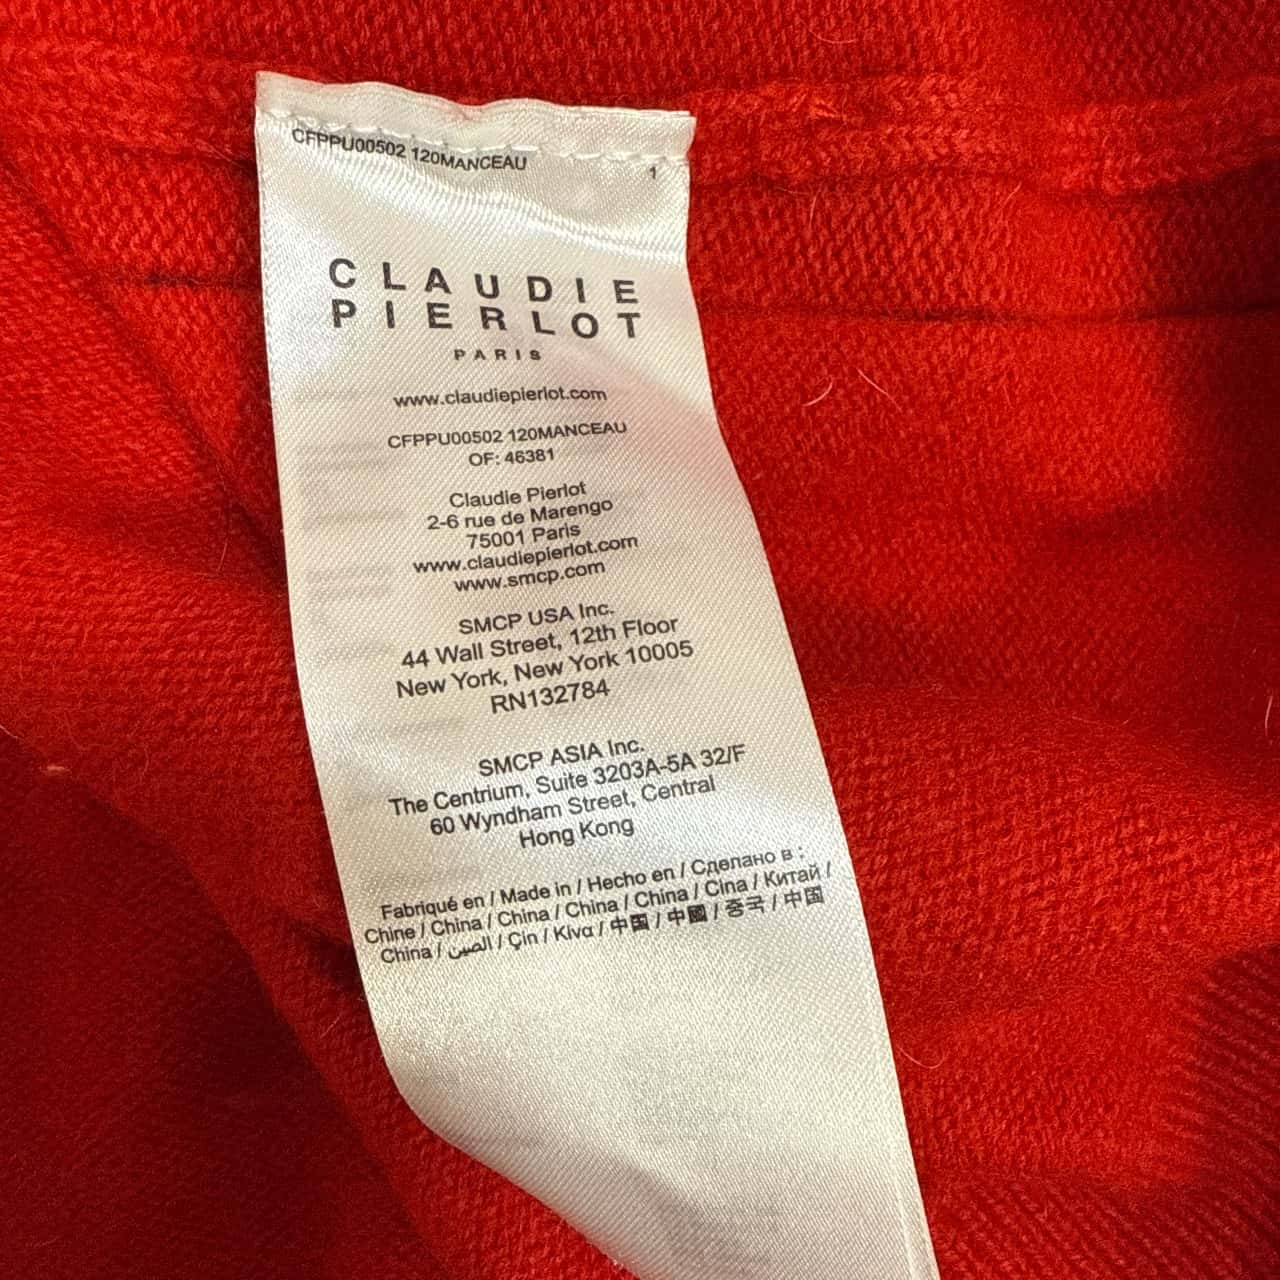 CFPPU00502 120MANCEAU
1
CLAUDIE
PIERLOT
PARIS
www.claudiepierlot.com
CFPPU00502 120MANCEAU
OF: 46381
Claudie Pierlot
2-6 rue de Marengo
75001 Paris
www.claudiepierlot.com
www.smcp.com
SMCP USA Inc.
44 Wall Street, 12th Floor
New York, New York 10005
RN132784
SMCP ASIA Inc.
The Centrium, Suite 3203A-5A 32/F
60 Wyndham Street, Central
Hong Kong
Fabriqué en / Made in / Hecho en / Сделано в :
Chine / China / China / China / China / Cina / Китай /
China / الصين / Çin / Κίνα / 中国 / 中國 / 중국 / 中国